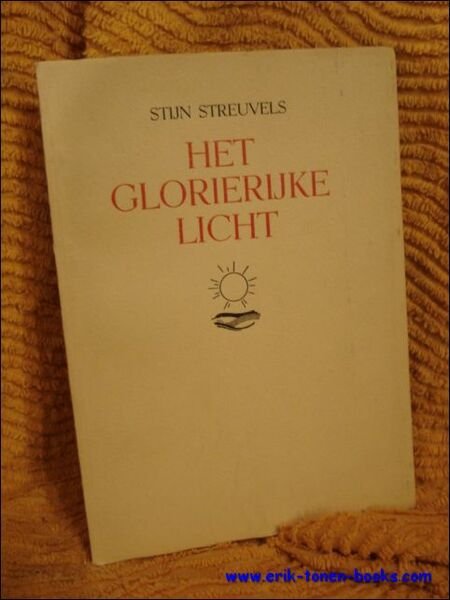 STIJN STREUVELS
HET
GLORIERIJKE
LICHT
www.erik-tonen-books.com